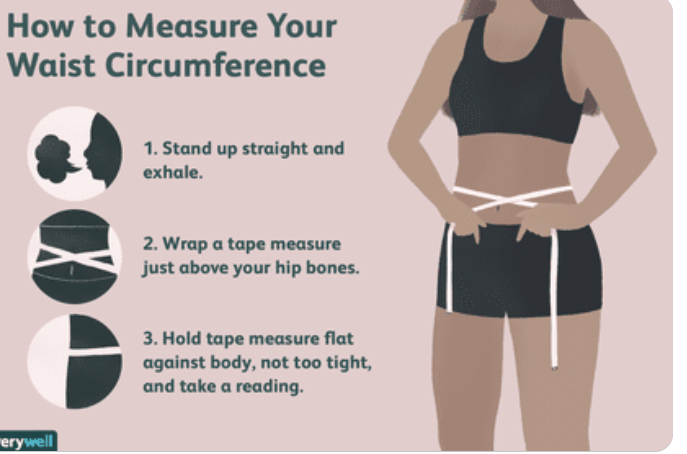 How to Measure Your
Waist Circumference
1. Stand up straight and
exhale.
2. Wrap a tape measure
just above your hip bones.
3. Hold tape measure flat
against body, not too tight,
and take a reading.
erywell